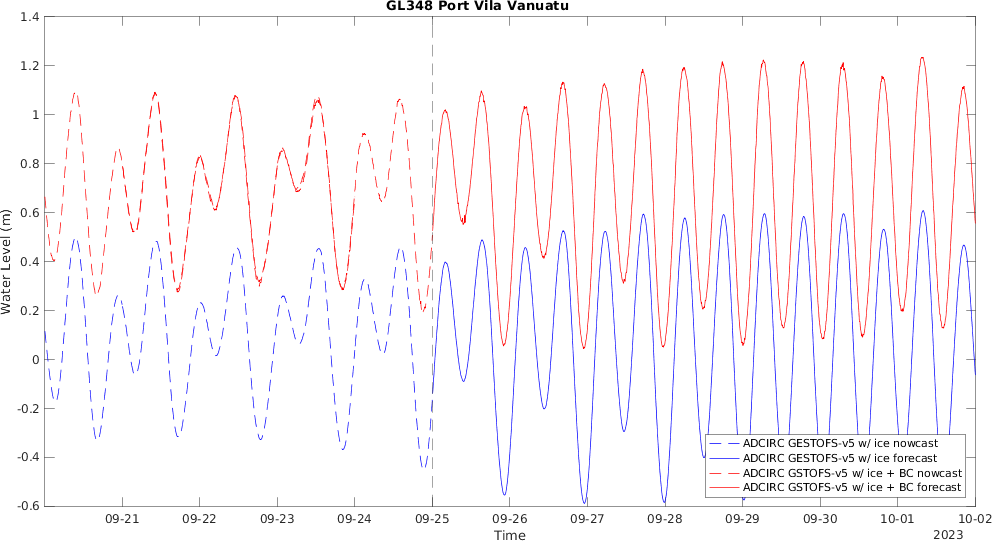 GL348 Port Vila Vanuatu
1.4
1.2
1
0.8
0.6
0.4
0.2
0
-0.2
-0.4
-0.6
Water Level (m)
ADCIRC GESTOFS-v5 w/ ice nowcast
ADCIRC GESTOFS-v5 w/ ice forecast
ADCIRC GSTOFS-v5 w/ ice + BC nowcast
ADCIRC GSTOFS-v5 w/ ice + BC forecast
09-21 09-22 09-23 09-24 09-25 09-26 09-27 09-28 09-29 09-30 10-01 10-02
Time
2023